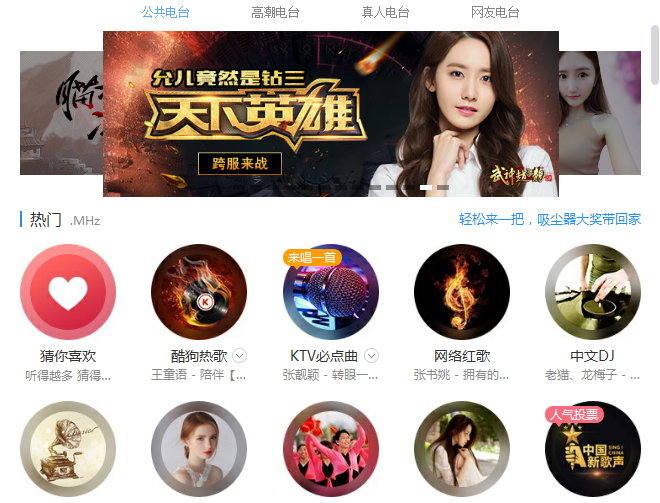 公共电台 高潮电台 真人电台 网友电台
允儿竟然是钻三
天下英雄
跨服来战
武神赵子龙
热门 .MHz 轻松来一把，吸尘器大奖带回家
来唱一首
猜你喜欢 酷狗热歌 KTV必点曲 网络红歌 中文DJ
听得越多 猜得... 王童语 - 陪伴【... 张靓颖 - 转眼一... 张书姚 - 拥有的... 老猫、龙梅子 - ...
人气投票
中国新歌声
SING! CHINA